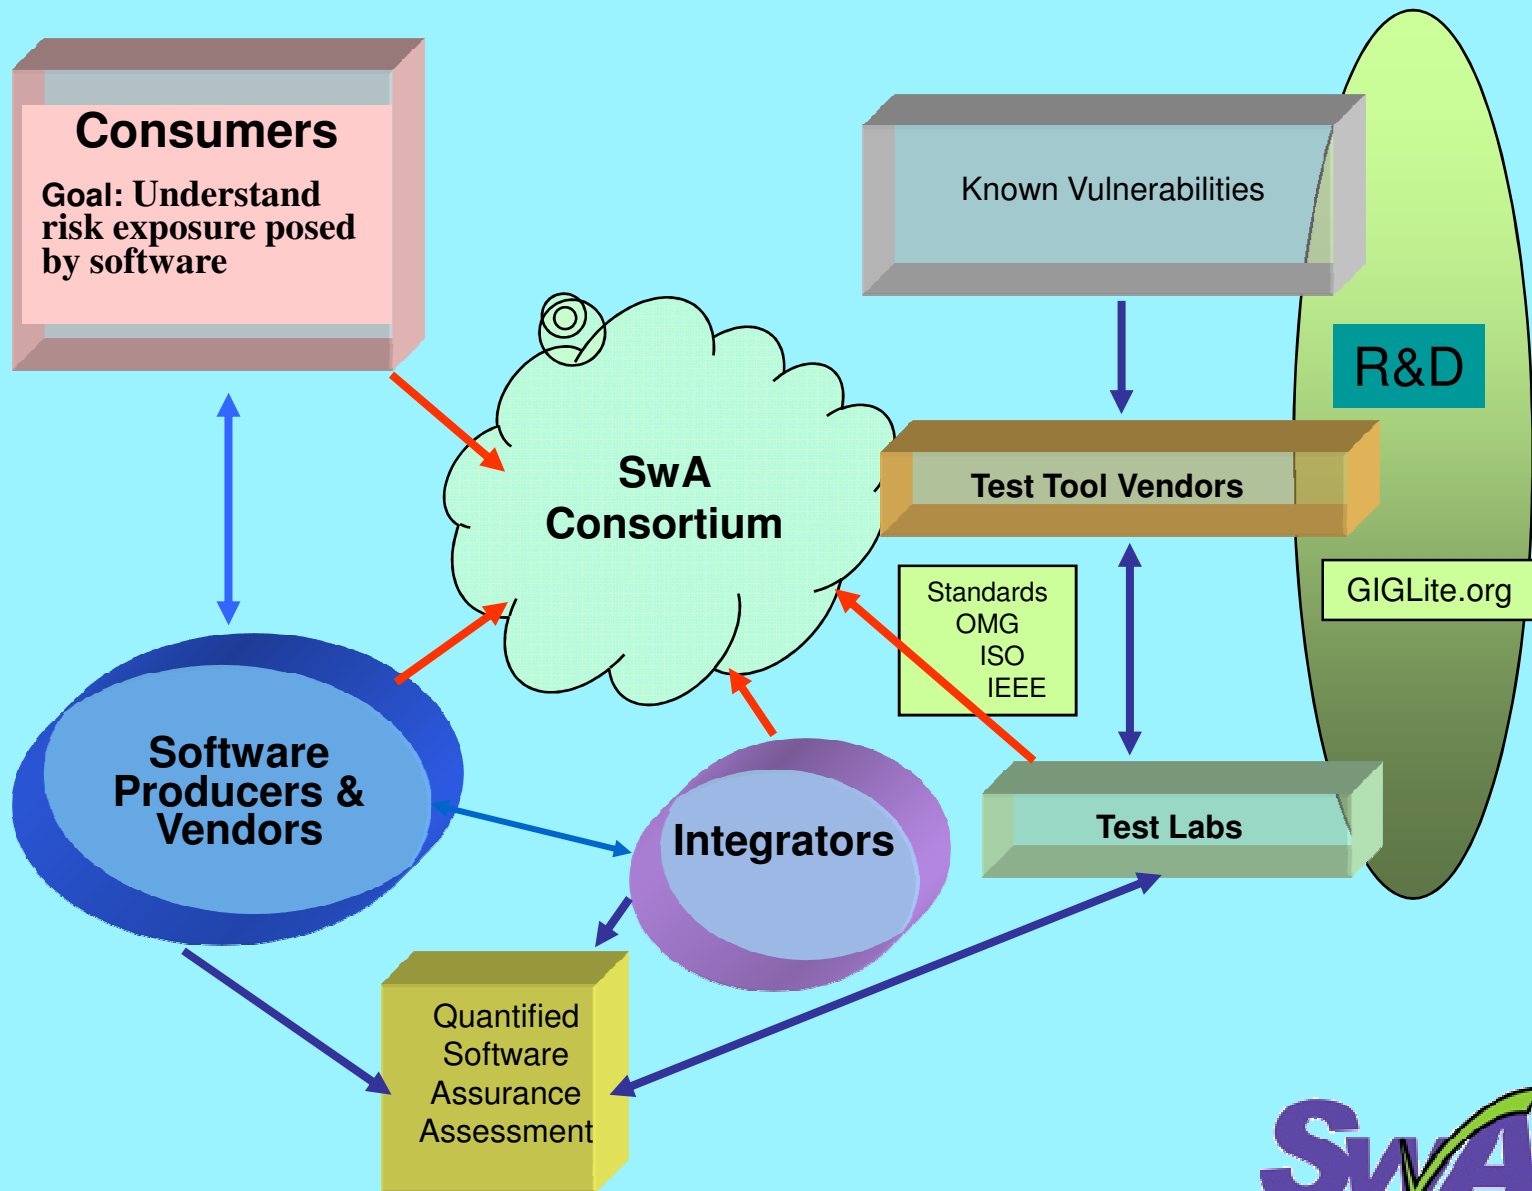 Consumers
Goal: Understand
risk exposure posed
by software
Known Vulnerabilities
R&D
SwA
Consortium
Test Tool Vendors
Standards
OMG
ISO
IEEE
GIGLite.org
Software
Producers &
Vendors
Integrators
Test Labs
Quantified
Software
Assurance
Assessment
SwA